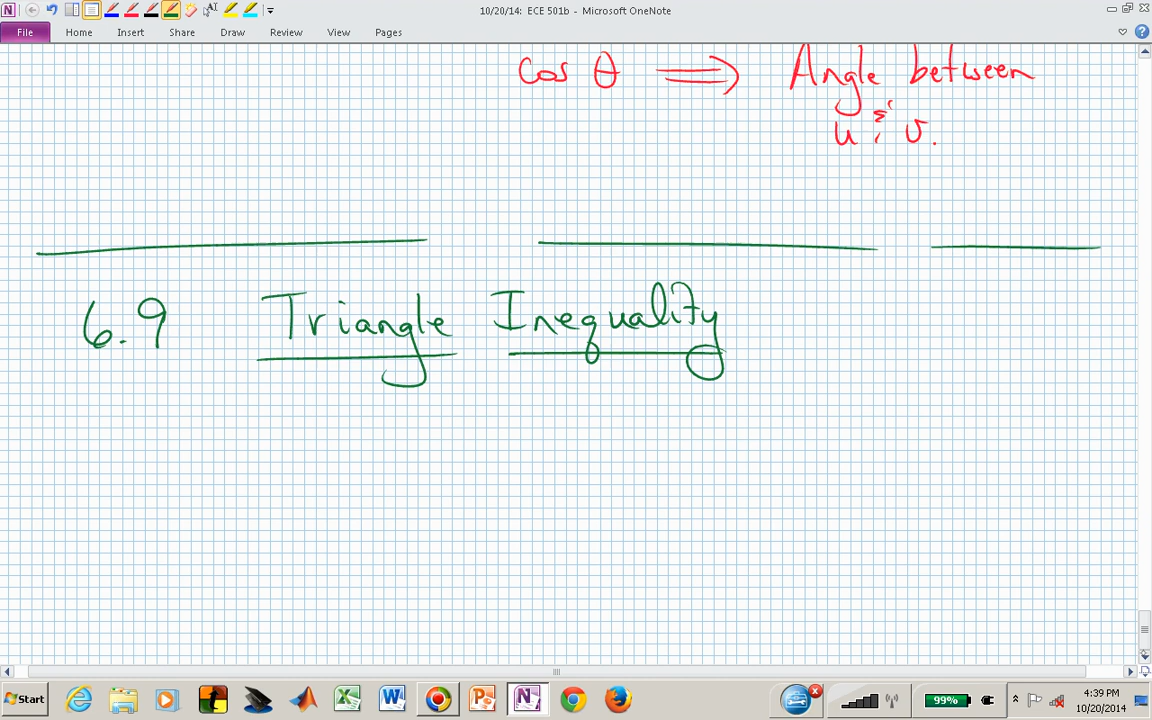 10/20/14: ECE 501b - Microsoft OneNote
File Home Insert Share Draw Review View Pages
cos θ ⟹ Angle between
u & v.
6.9 Triangle Inequality
Start
99%
4:39 PM
10/20/2014